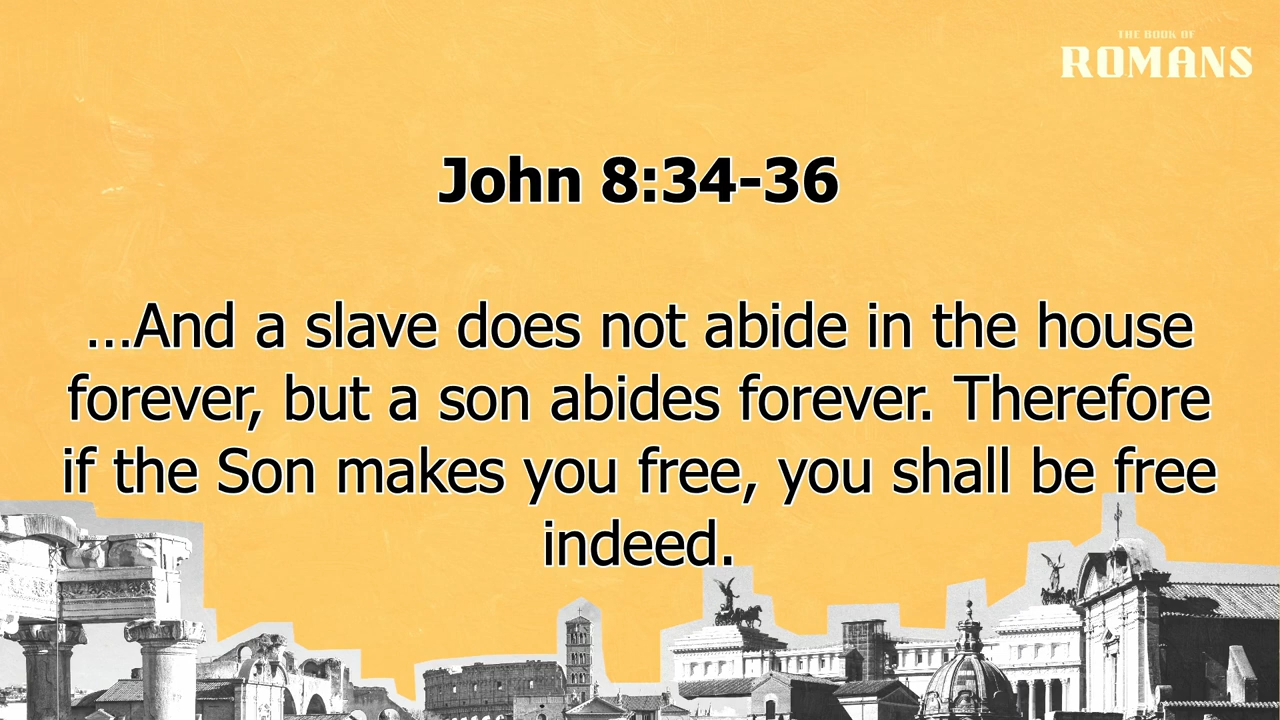 THE BOOK OF
ROMANS
John 8:34-36
...And a slave does not abide in the house
forever, but a son abides forever. Therefore
if the Son makes you free, you shall be free
indeed.